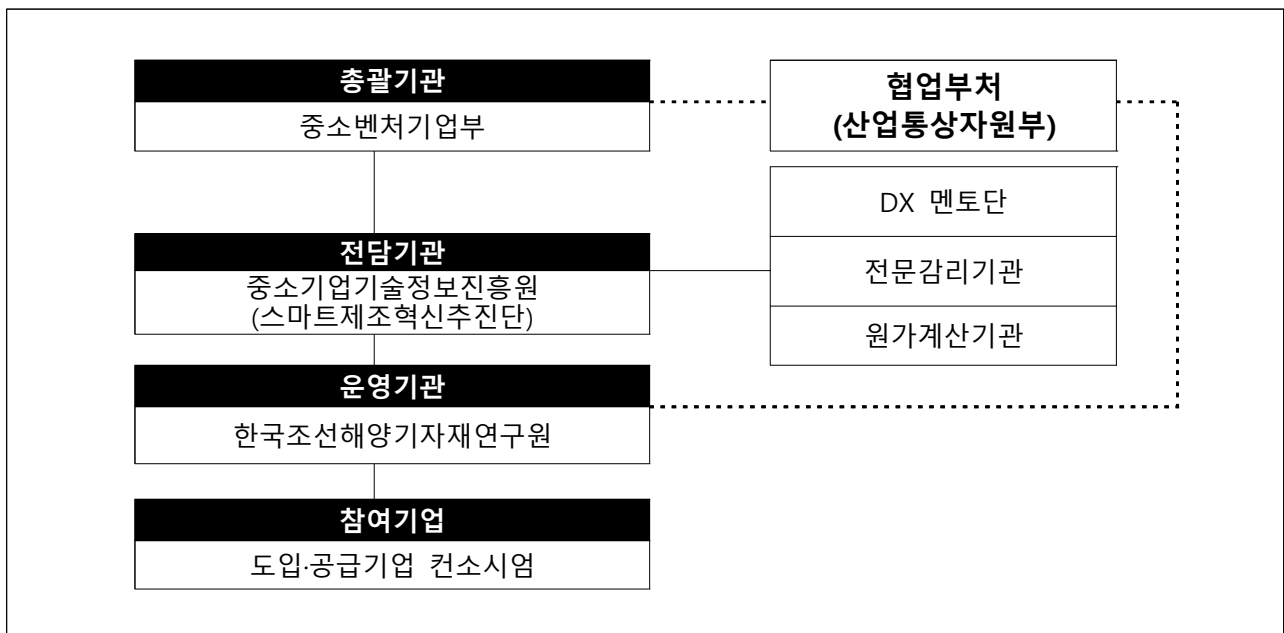 총괄기관
중소벤처기업부
협업부처
(산업통상자원부)
DX 멘토단
전문감리기관
원가계산기관
전담기관
중소기업기술정보진흥원
(스마트제조혁신추진단)
운영기관
한국조선해양기자재연구원
참여기업
도입·공급기업 컨소시엄